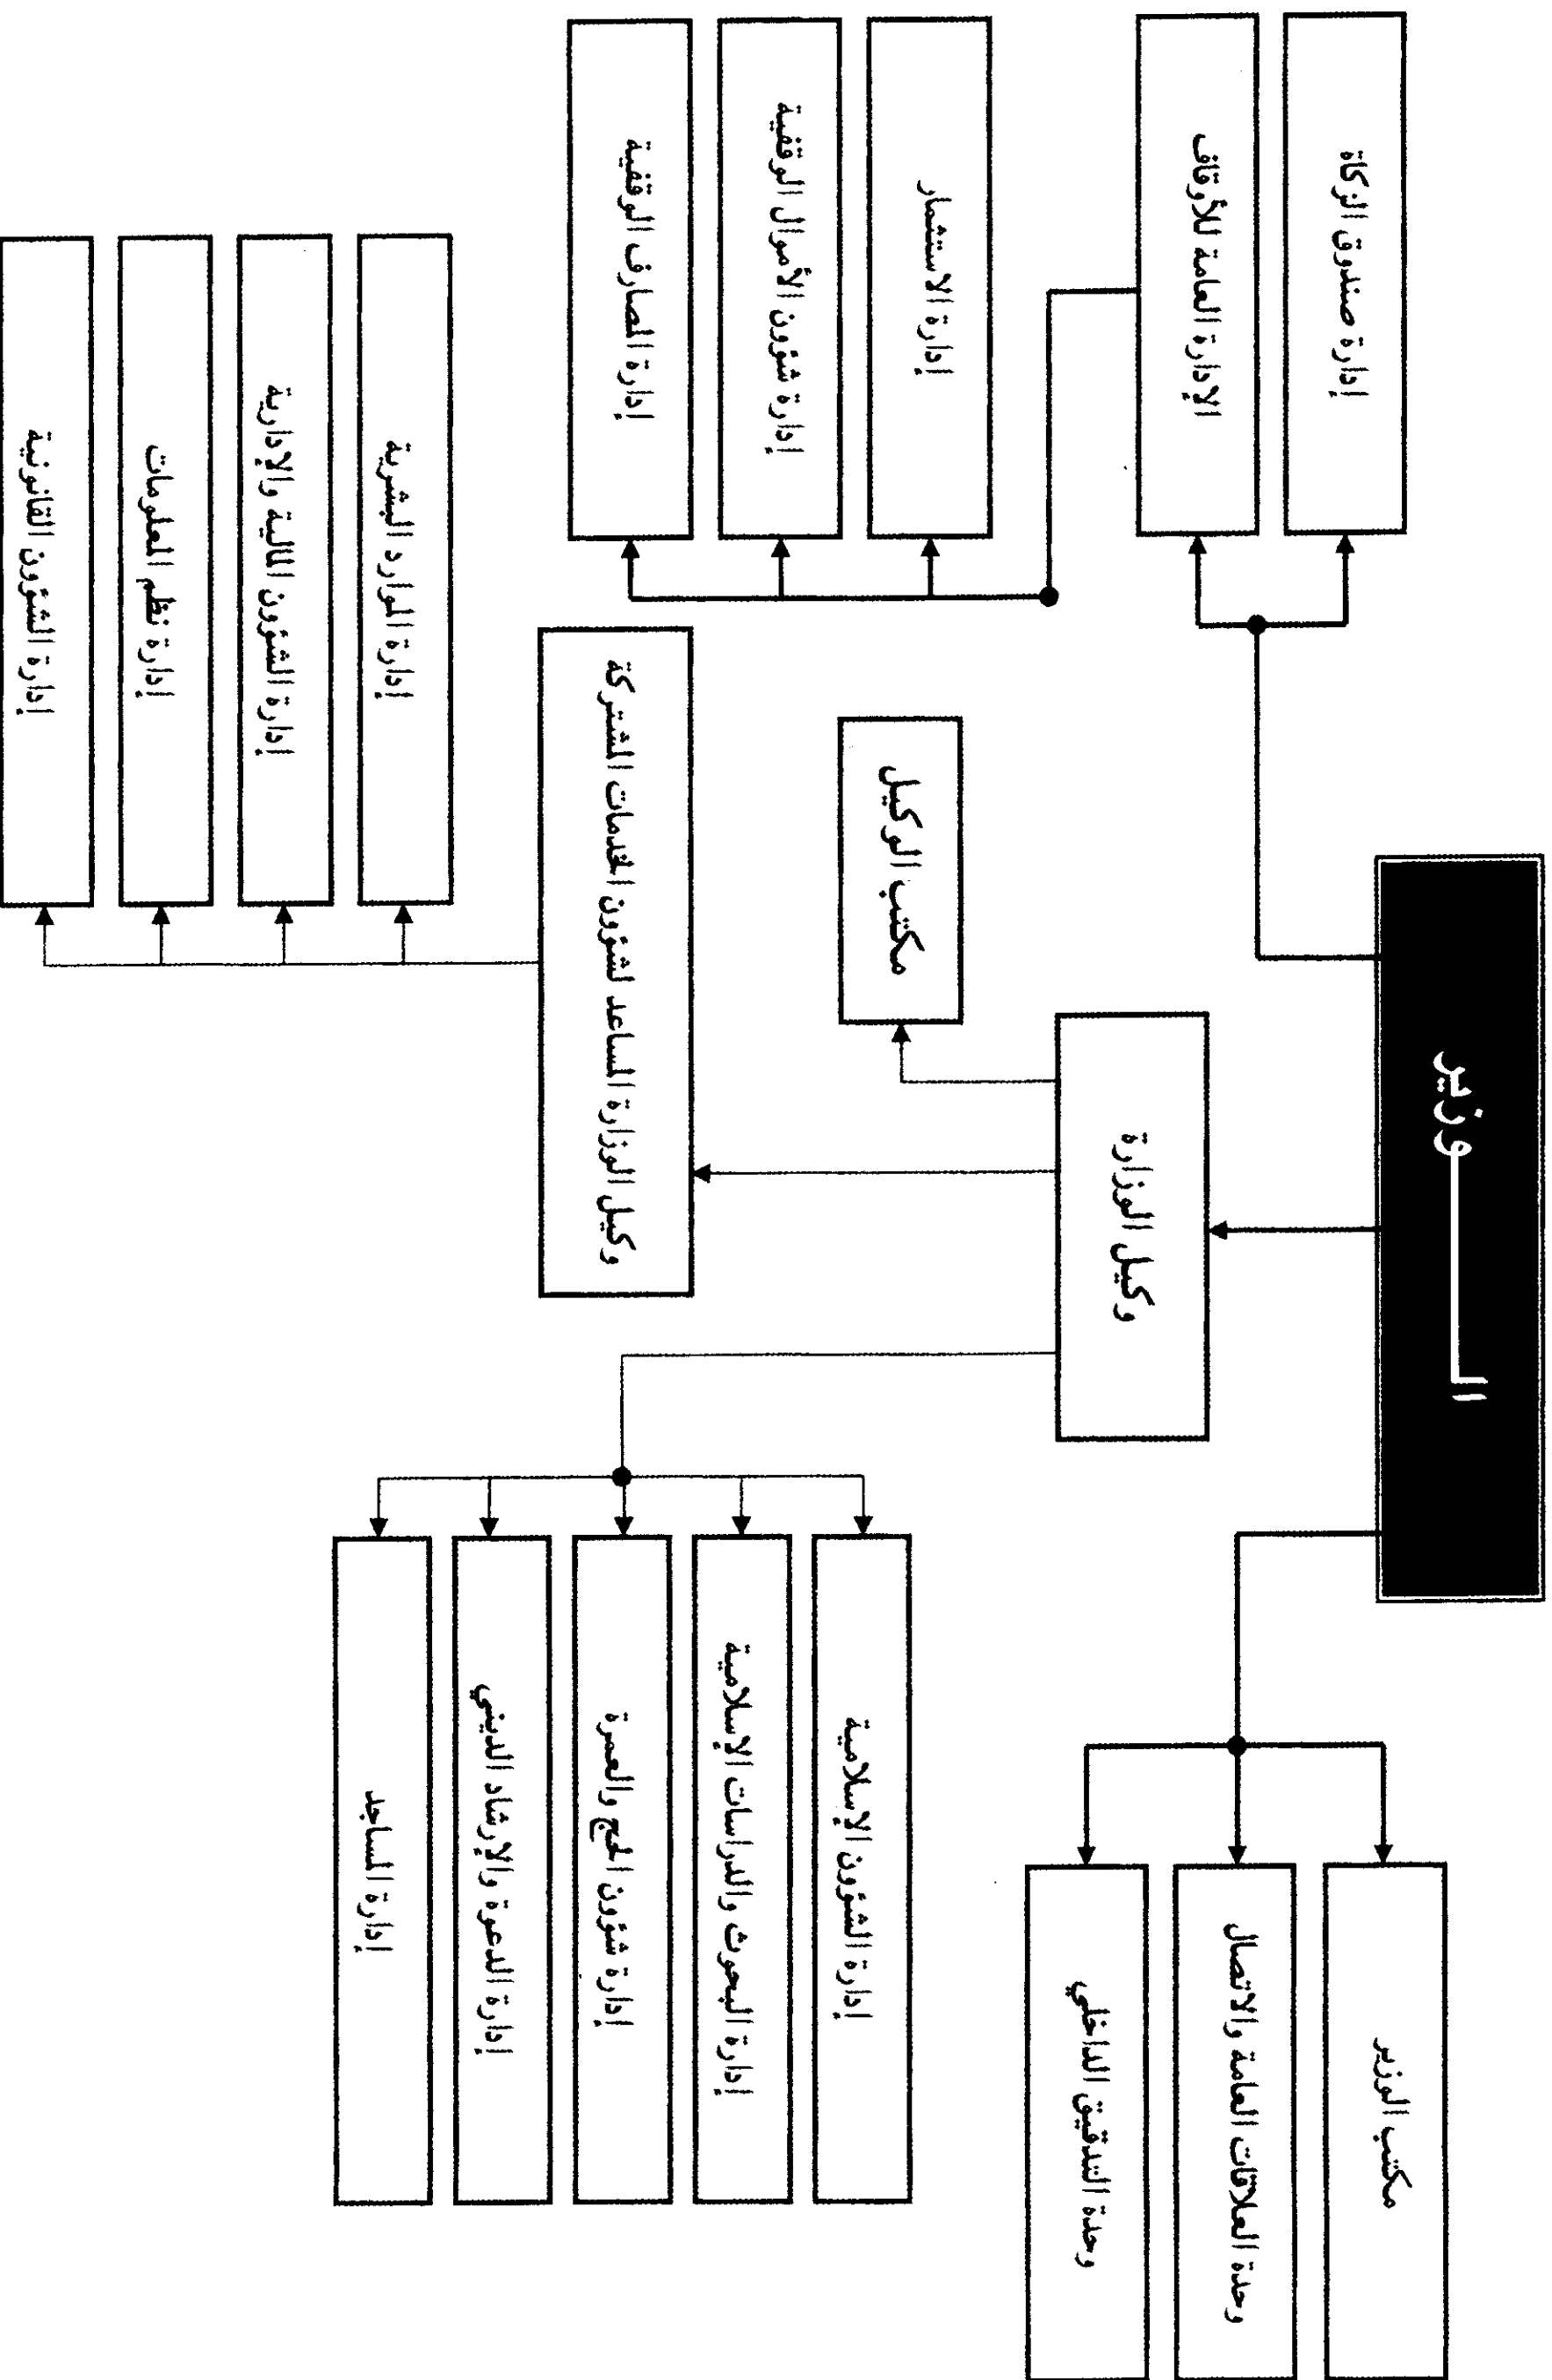 الـــــــوزير
مكتب الوزير
وحدة العلاقات العامة والاتصال
وحدة التدقيق الداخلي
إدارة صندوق الزكاة
الإدارة العامة للأوقاف
إدارة الاستثمار
إدارة شؤون الأموال الوقفية
إدارة المصارف الوقفية
وكيل الوزارة
مكتب الوكيل
إدارة الشؤون الإسلامية
إدارة البحوث والدراسات الإسلامية
إدارة شؤون الحج والعمرة
إدارة الدعوة والإرشاد الديني
إدارة المساجد
وكيل الوزارة المساعد لشؤون الخدمات المشتركة
إدارة الموارد البشرية
إدارة الشؤون المالية والإدارية
إدارة نظم المعلومات
إدارة الشؤون القانونية